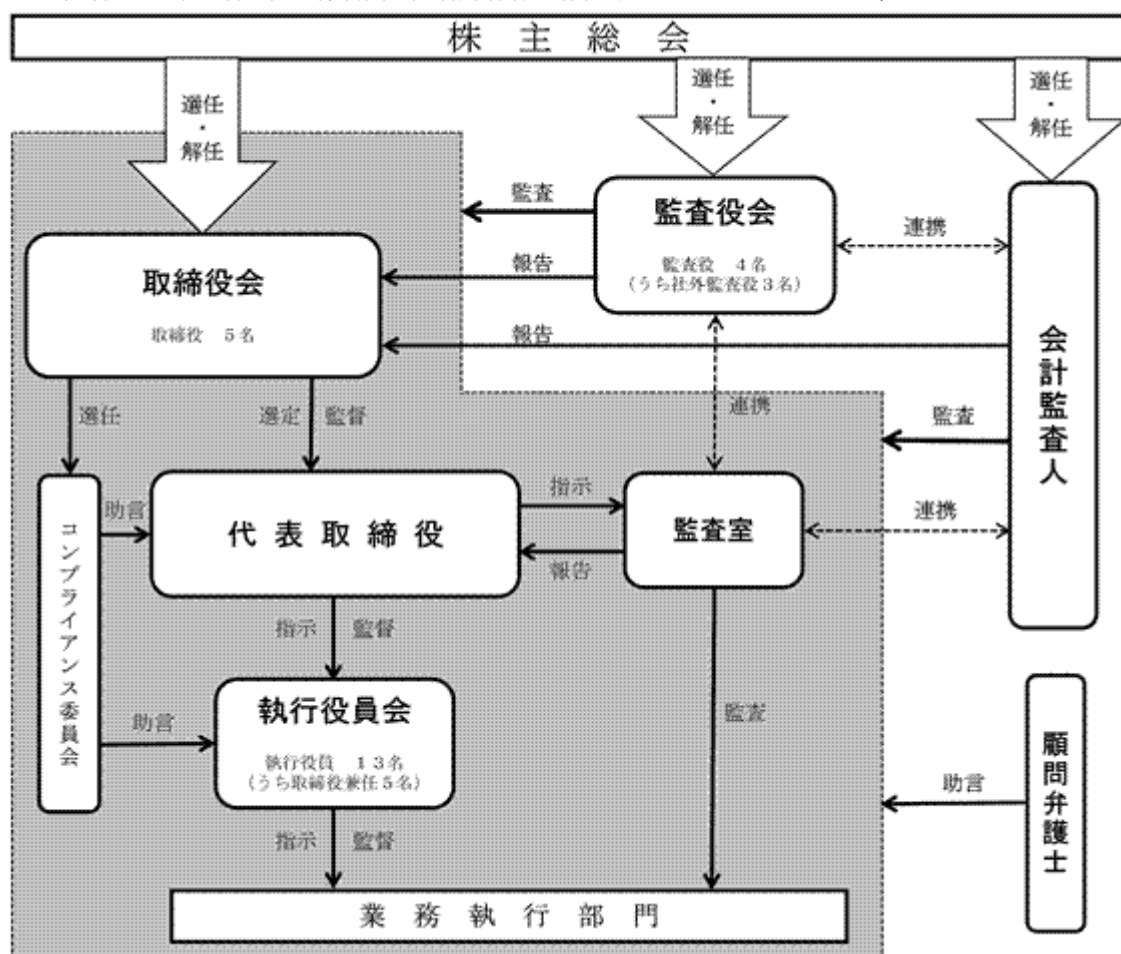 株主総会
選任・解任
選任・解任
選任・解任
監査役会
監査役 4名
(うち社外監査役3名)
監査
報告
連携
取締役会
取締役 5名
報告
会計監査人
選任
選定 監督
連携
監査
コンプライアンス委員会
助言
代表取締役
指示
報告
監査室
連携
指示 監督
助言
執行役員会
執行役員 13名
(うち取締役兼任5名)
監査
顧問弁護士
助言
指示 監督
業務執行部門